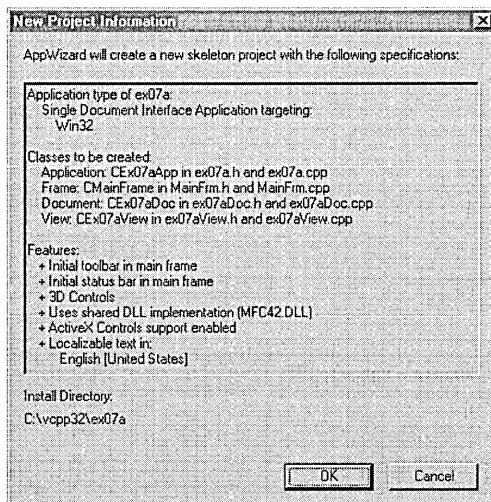 New Project Information
AppWizard will create a new skeleton project with the following specifications:
Application type of ex07a:
Single Document Interface Application targeting:
Win32
Classes to be created:
Application: CEx07aApp in ex07a.h and ex07a.cpp
Frame: CMainFrame in MainFrm.h and MainFrm.cpp
Document: CEx07aDoc in ex07aDoc.h and ex07aDoc.cpp
View: CEx07aView in ex07aView.h and ex07aView.cpp
Features:
+ Initial toolbar in main frame
+ Initial status bar in main frame
+ 3D Controls
+ Uses shared DLL implementation (MFC42.DLL)
+ ActiveX Controls support enabled
+ Localizable text in:
English [United States]
Install Directory:
C:\vcpp32\ex07a
OK
Cancel